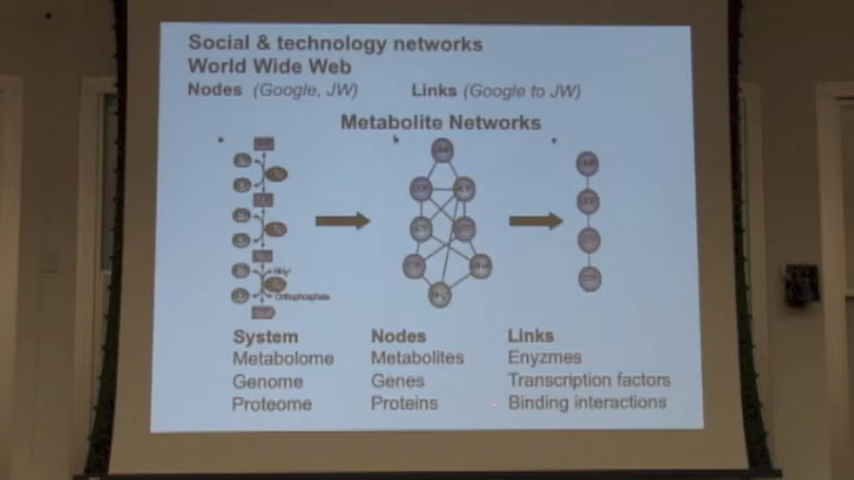 Social & technology networks
World Wide Web
Nodes (Google, JW) Links (Google to JW)
Metabolite Networks
Orthophosphate
System Nodes Links
Metabolome Metabolites Enyzmes
Genome Genes Transcription factors
Proteome Proteins Binding interactions